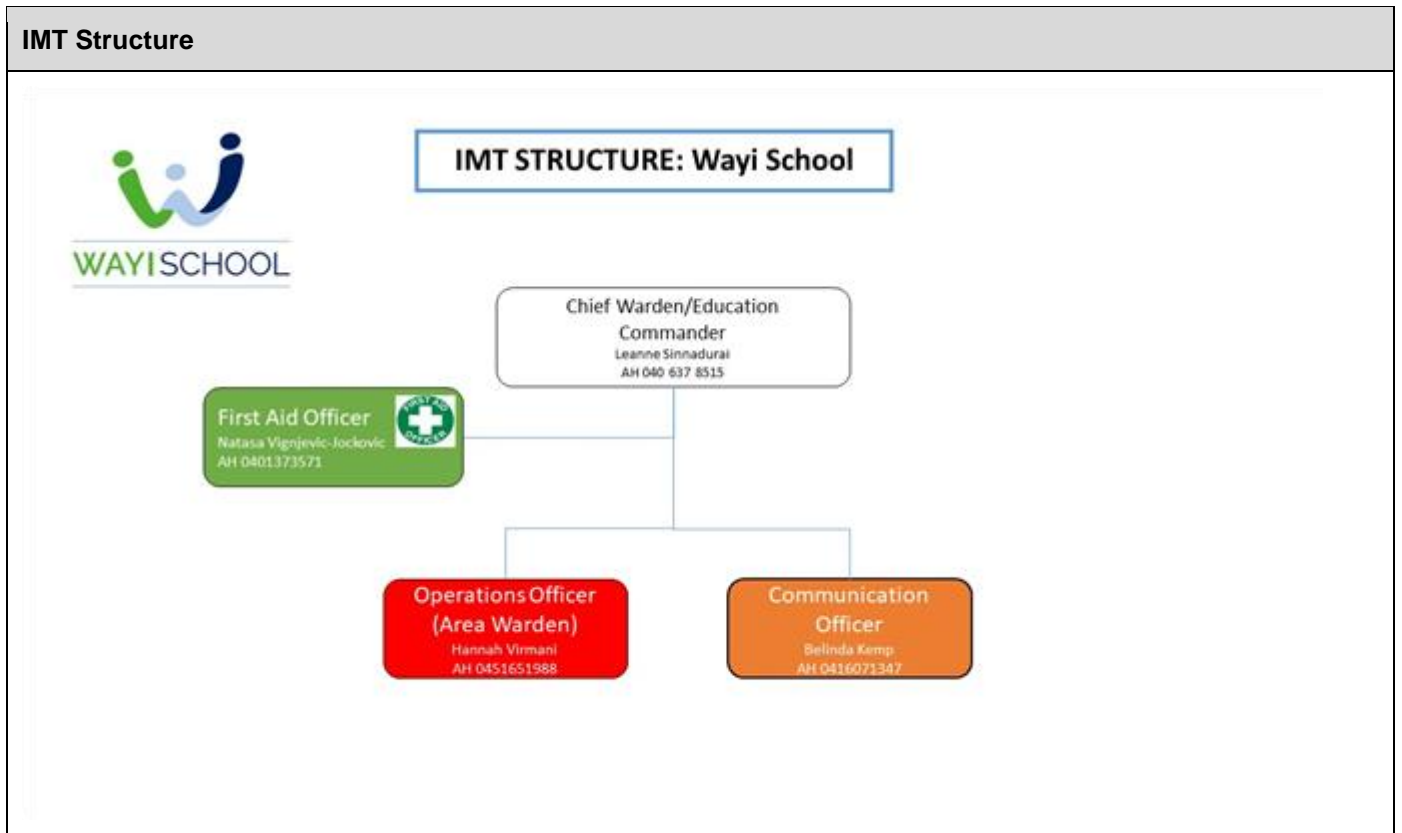 IMT Structure
IMT STRUCTURE: Wayi School
WAYISCHOOL
Chief Warden/Education
Commander
Leanne Sinnadurai
AH 040 637 8515
First Aid Officer
Natasa Vignjevic-Jockovic
AH 0401373571
FIRST AID
OFFICER
Operations Officer
(Area Warden)
Hannah Virmani
AH 0451651988
Communication
Officer
Belinda Kemp
AH 0416071347